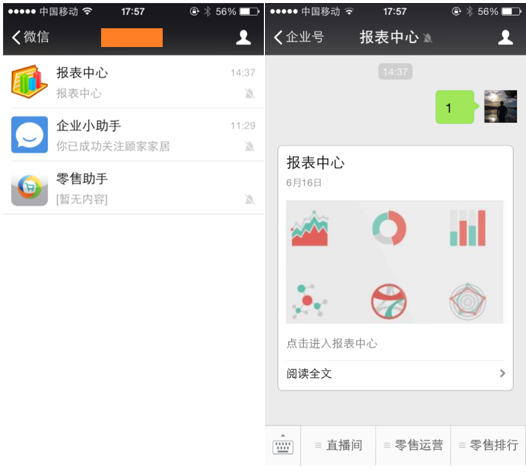 中国移动 17:57 56%
微信
报表中心 14:37
报表中心
企业小助手 11:29
你已成功关注顾家家居
零售助手
[暂无内容]
中国移动 17:57 56%
企业号 报表中心
14:37
1
报表中心
6月16日
点击进入报表中心
阅读全文
直播间 零售运营 零售排行